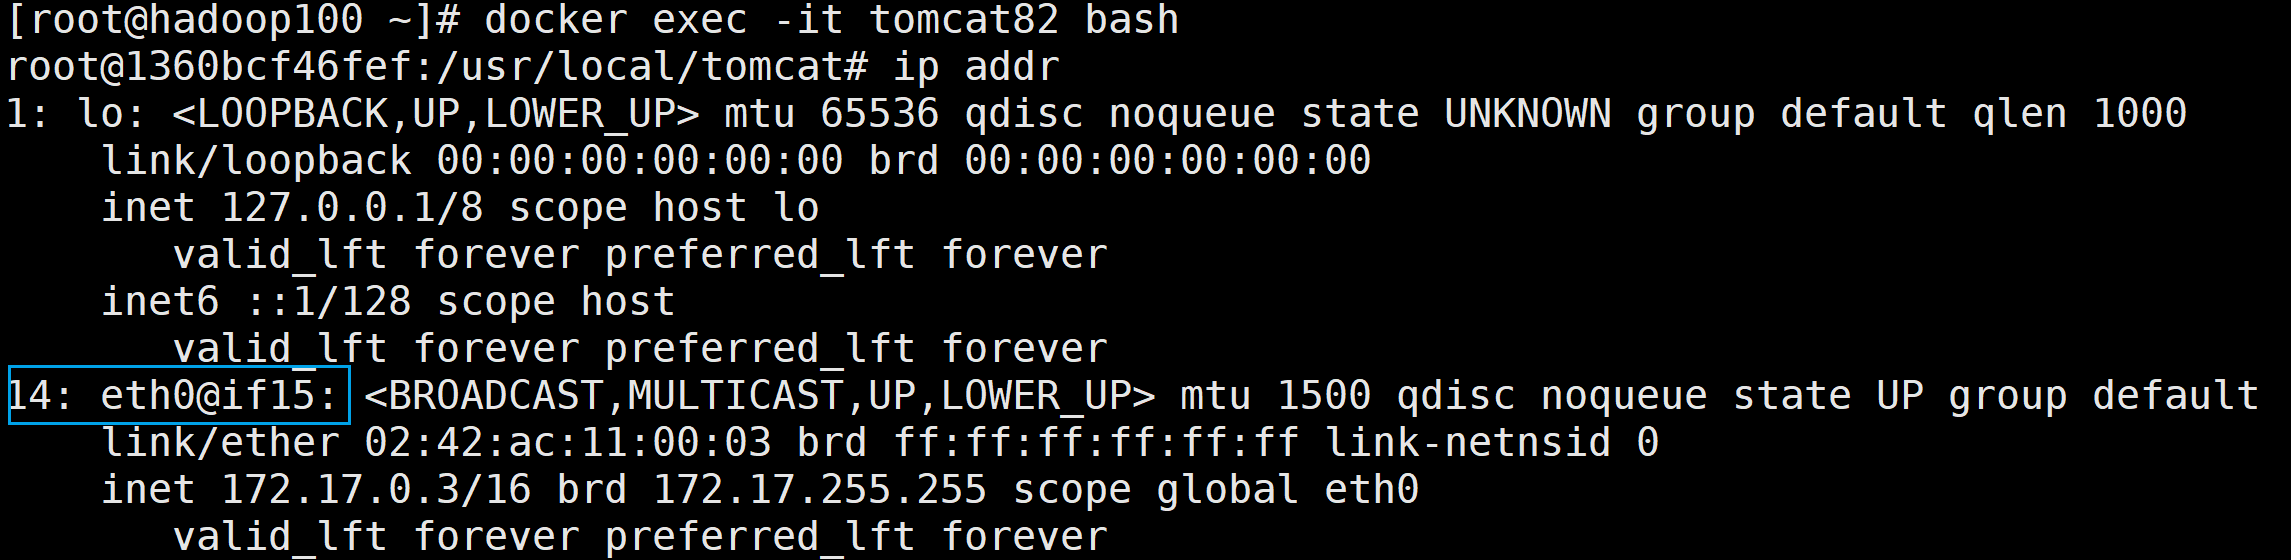 [root@hadoop100 ~]# docker exec -it tomcat82 bash
root@1360bcf46fef:/usr/local/tomcat# ip addr
1: lo: <LOOPBACK,UP,LOWER_UP> mtu 65536 qdisc noqueue state UNKNOWN group default qlen 1000
    link/loopback 00:00:00:00:00:00 brd 00:00:00:00:00:00
    inet 127.0.0.1/8 scope host lo
       valid_lft forever preferred_lft forever
    inet6 ::1/128 scope host
       valid_lft forever preferred_lft forever
14: eth0@if15: <BROADCAST,MULTICAST,UP,LOWER_UP> mtu 1500 qdisc noqueue state UP group default
    link/ether 02:42:ac:11:00:03 brd ff:ff:ff:ff:ff:ff link-netnsid 0
    inet 172.17.0.3/16 brd 172.17.255.255 scope global eth0
       valid_lft forever preferred_lft forever